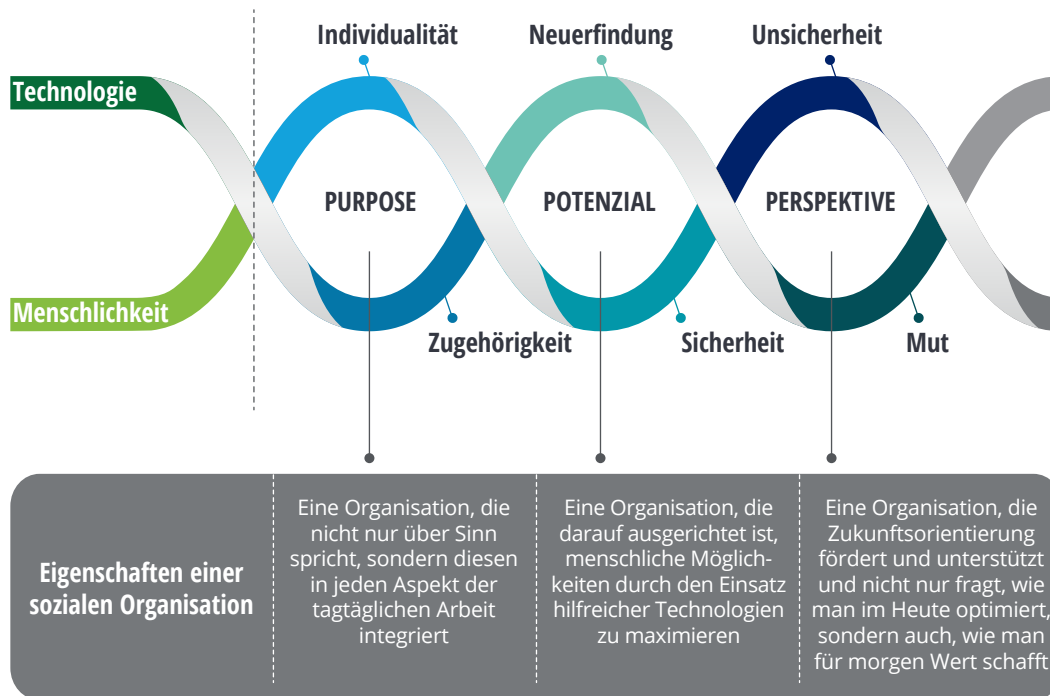 Individualität
Neuerfindung
Unsicherheit
Technologie
PURPOSE
POTENZIAL
PERSPEKTIVE
Menschlichkeit
Zugehörigkeit
Sicherheit
Mut
Eigenschaften einer
sozialen Organisation
Eine Organisation, die
nicht nur über Sinn
spricht, sondern diesen
in jeden Aspekt der
tagtäglichen Arbeit
integriert
Eine Organisation, die
darauf ausgerichtet ist,
menschliche Möglich-
keiten durch den Einsatz
hilfreicher Technologien
zu maximieren
Eine Organisation, die
Zukunftsorientierung
fördert und unterstützt
und nicht nur fragt, wie
man im Heute optimiert,
sondern auch, wie man
für morgen Wert schafft